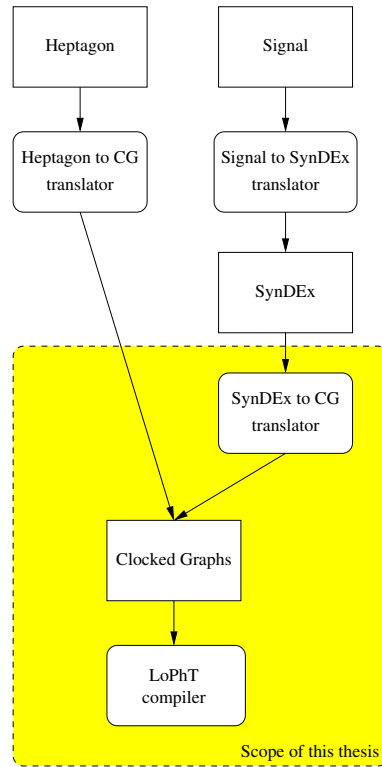 Heptagon
Signal
Heptagon to CG
translator
Signal to SynDEx
translator
SynDEx
SynDEx to CG
translator
Clocked Graphs
LoPhT
compiler
Scope of this thesis